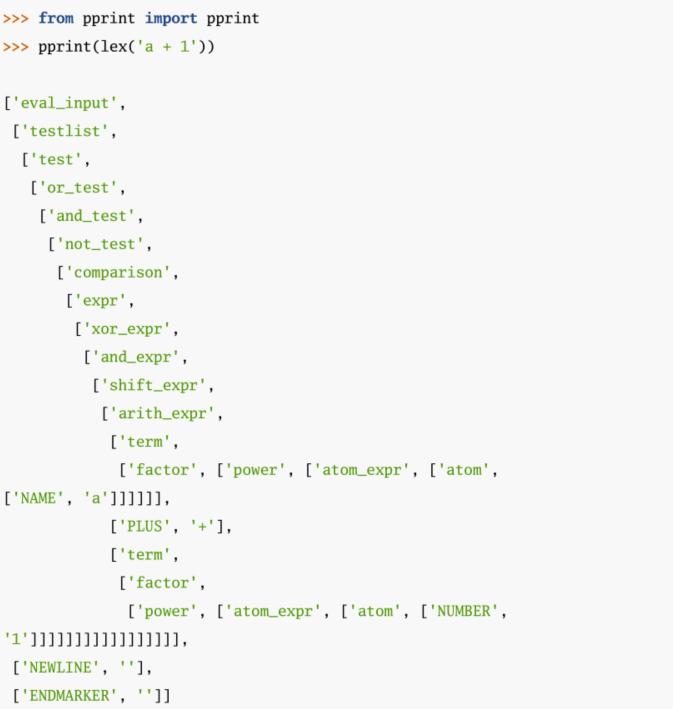 >>> from pprint import pprint
>>> pprint(lex('a + 1'))
['eval_input',
['testlist',
['test',
['or_test',
['and_test',
['not_test',
['comparison',
['expr',
['xor_expr',
['and_expr',
['shift_expr',
['arith_expr',
['term',
['factor', ['power', ['atom_expr', ['atom',
['NAME', 'a']]]]]],
['PLUS', '+'],
['term',
['factor',
['power', ['atom_expr', ['atom', ['NUMBER',
'1']]]]]]]]]]]]]]]]],
['NEWLINE', ''],
['ENDMARKER', '']]